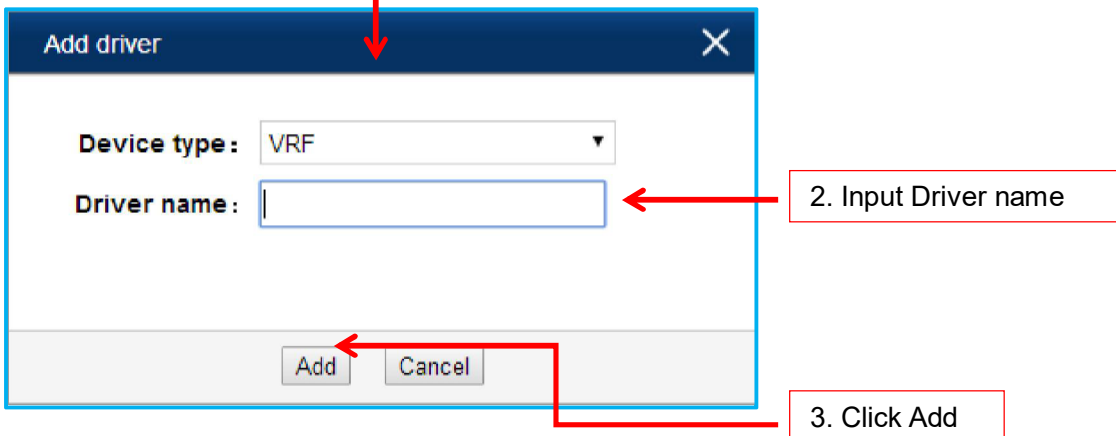 Add driver
Device type： VRF
Driver name：
2. Input Driver name
Add Cancel
3. Click Add